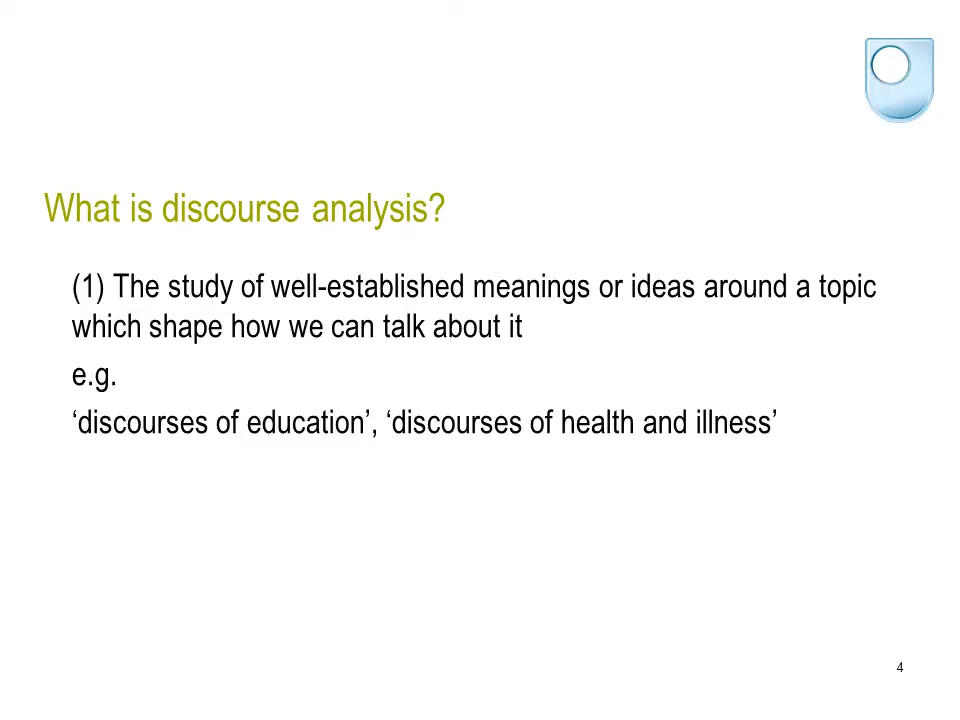 What is discourse analysis?
(1) The study of well-established meanings or ideas around a topic
which shape how we can talk about it
e.g.
‘discourses of education’, ‘discourses of health and illness’
4